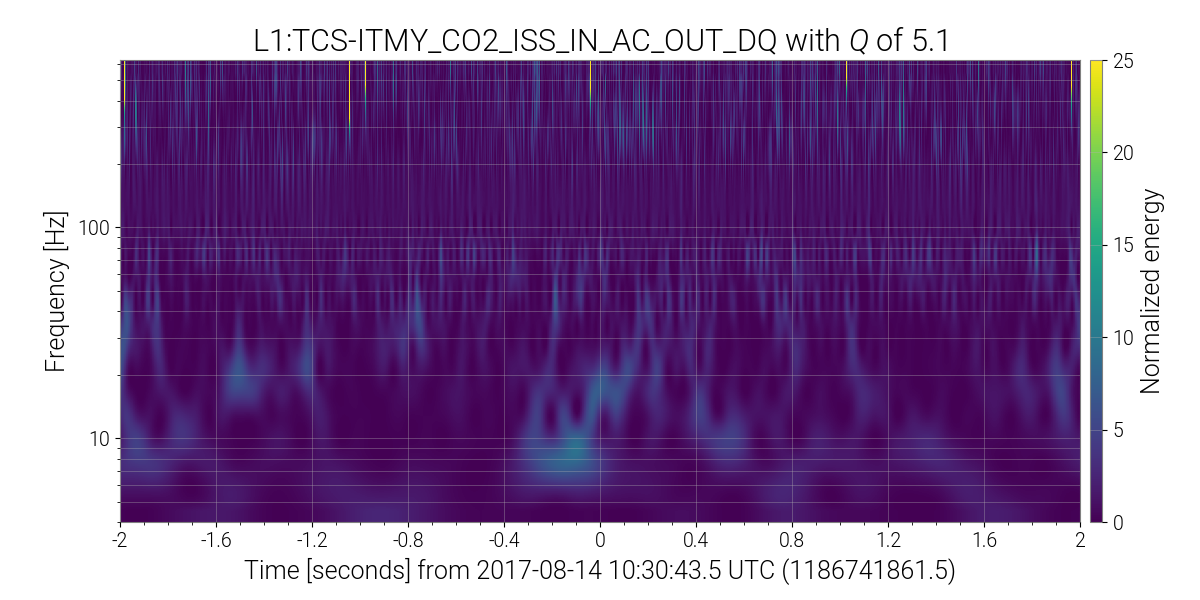 L1:TCS-ITMY_CO2_ISS_IN_AC_OUT_DQ with Q of 5.1
Frequency [Hz]
100
10
-2 -1.6 -1.2 -0.8 -0.4 0 0.4 0.8 1.2 1.6 2
Time [seconds] from 2017-08-14 10:30:43.5 UTC (1186741861.5)
25
20
15
10
5
0
Normalized energy